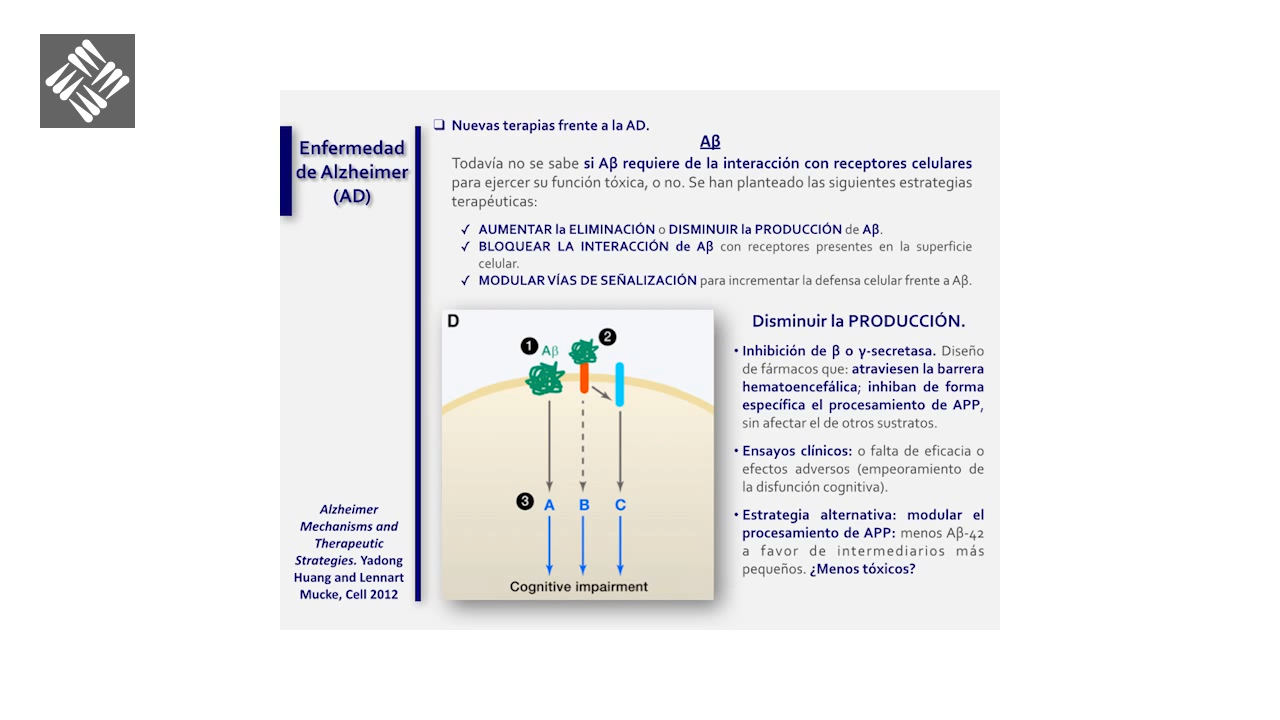 Enfermedad
de Alzheimer
(AD)
Alzheimer
Mechanisms and
Therapeutic
Strategies. Yadong
Huang and Lennart
Mucke, Cell 2012
❑ Nuevas terapias frente a la AD.
Aβ
Todavía no se sabe si Aβ requiere de la interacción con receptores celulares
para ejercer su función tóxica, o no. Se han planteado las siguientes estrategias
terapéuticas:
✓ AUMENTAR la ELIMINACIÓN o DISMINUIR la PRODUCCIÓN de Aβ.
✓ BLOQUEAR LA INTERACCIÓN de Aβ con receptores presentes en la superficie
celular.
✓ MODULAR VÍAS DE SEÑALIZACIÓN para incrementar la defensa celular frente a Aβ.
D
1 Aβ 2
3 A B C
Cognitive impairment
Disminuir la PRODUCCIÓN.
• Inhibición de β o γ-secretasa. Diseño
de fármacos que: atraviesen la barrera
hematoencefálica; inhiban de forma
específica el procesamiento de APP,
sin afectar el de otros sustratos.
• Ensayos clínicos: o falta de eficacia o
efectos adversos (empeoramiento de
la disfunción cognitiva).
• Estrategia alternativa: modular el
procesamiento de APP: menos Aβ-42
a favor de intermediarios más
pequeños. ¿Menos tóxicos?